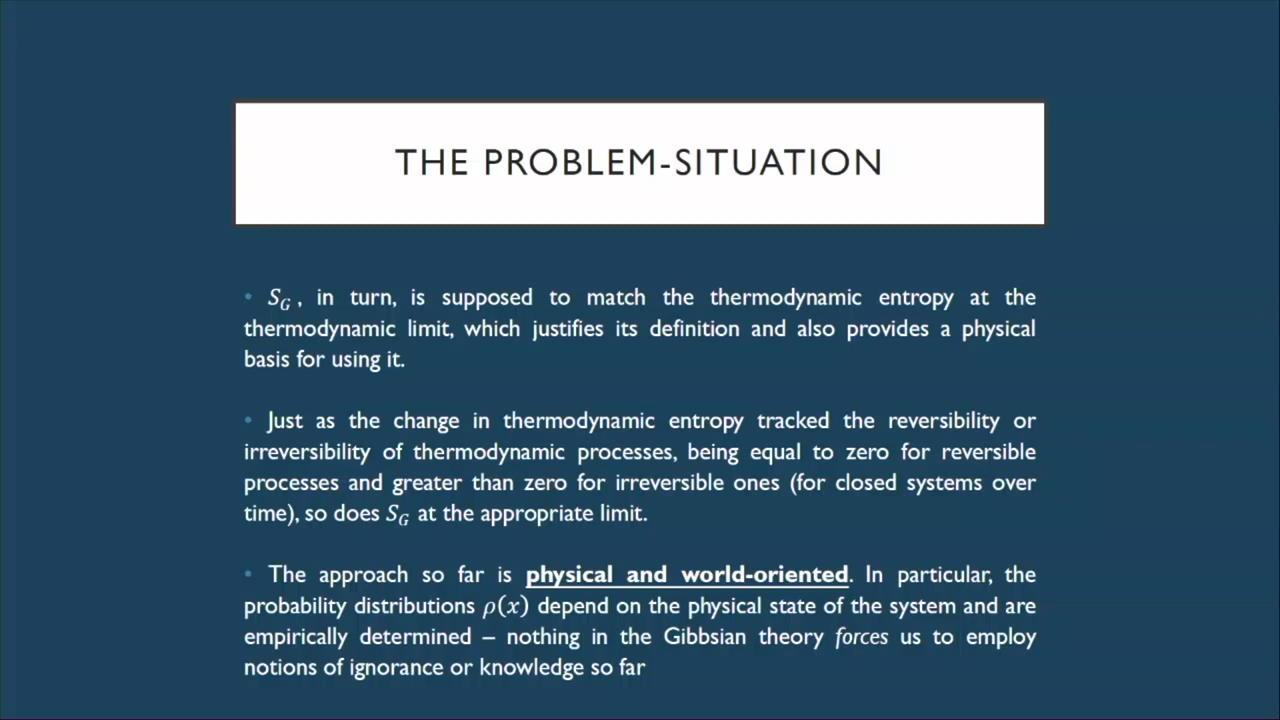 THE PROBLEM-SITUATION
• S_G , in turn, is supposed to match the thermodynamic entropy at the
thermodynamic limit, which justifies its definition and also provides a physical
basis for using it.
• Just as the change in thermodynamic entropy tracked the reversibility or
irreversibility of thermodynamic processes, being equal to zero for reversible
processes and greater than zero for irreversible ones (for closed systems over
time), so does S_G at the appropriate limit.
• The approach so far is physical and world-oriented. In particular, the
probability distributions ρ(x) depend on the physical state of the system and are
empirically determined – nothing in the Gibbsian theory forces us to employ
notions of ignorance or knowledge so far